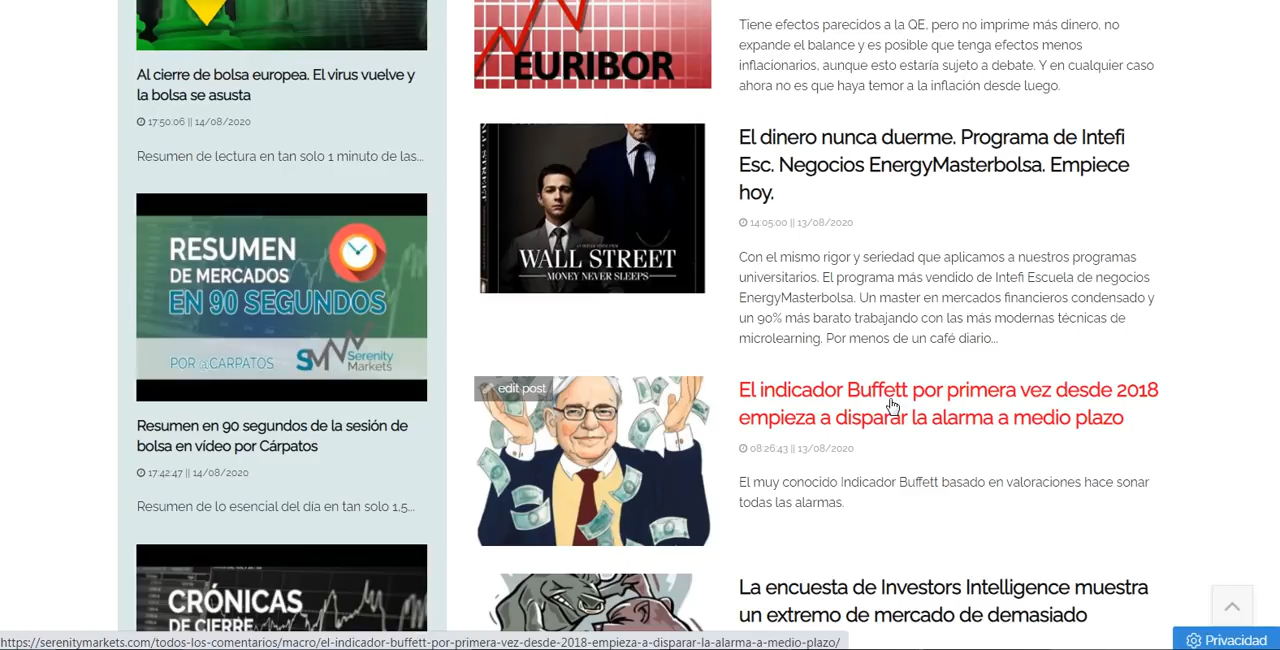 Al cierre de bolsa europea. El virus vuelve y
la bolsa se asusta
17:50:06 || 14/08/2020
Resumen de lectura en tan solo 1 minuto de las...
RESUMEN
DE MERCADOS
EN 90 SEGUNDOS
POR @CARPATOS
SMN Serenity
Markets
Resumen en 90 segundos de la sesión de
bolsa en vídeo por Cárpatos
17:42:47 || 14/08/2020
Resumen de lo esencial del día en tan solo 1,5...
CRÓNICAS
DE CIERRE
EURIBOR
Tiene efectos parecidos a la QE, pero no imprime más dinero, no
expande el balance y es posible que tenga efectos menos
inflacionarios, aunque esto estaría sujeto a debate. Y en cualquier caso
ahora no es que haya temor a la inflación desde luego.
WALL STREET
MONEY NEVER SLEEPS
El dinero nunca duerme. Programa de Intefi
Esc. Negocios EnergyMasterbolsa. Empiece
hoy.
14:05:00 || 13/08/2020
Con el mismo rigor y seriedad que aplicamos a nuestros programas
universitarios. El programa más vendido de Intefi Escuela de negocios
EnergyMasterbolsa. Un master en mercados financieros condensado y
un 90% más barato trabajando con las más modernas técnicas de
microlearning. Por menos de un café diario...
edit post
El indicador Buffett por primera vez desde 2018
empieza a disparar la alarma a medio plazo
08:26:43 || 13/08/2020
El muy conocido Indicador Buffett basado en valoraciones hace sonar
todas las alarmas.
La encuesta de Investors Intelligence muestra
un extremo de mercado de demasiado
https://serenitymarkets.com/todos-los-comentarios/macro/el-indicador-buffett-por-primera-vez-desde-2018-empieza-a-disparar-la-alarma-a-medio-plazo/
Privacidad